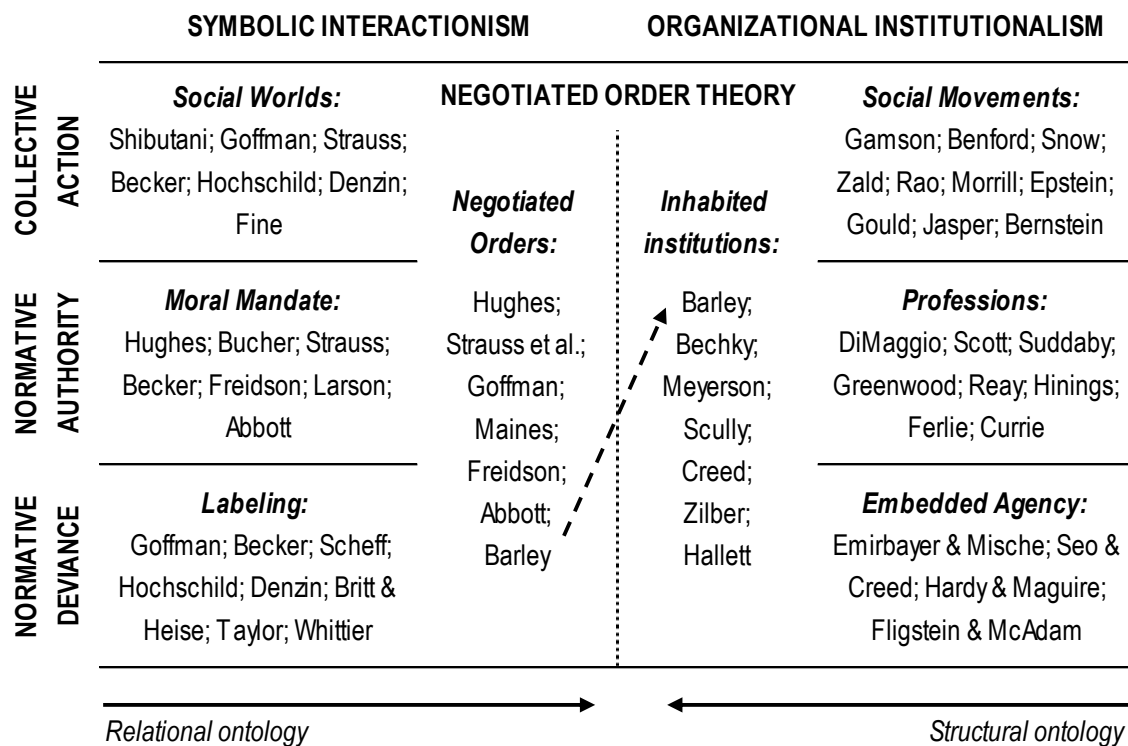 SYMBOLIC INTERACTIONISM
ORGANIZATIONAL INSTITUTIONALISM
COLLECTIVE
ACTION
Social Worlds:
Shibutani; Goffman; Strauss;
Becker; Hochschild; Denzin;
Fine
NEGOTIATED ORDER THEORY
Negotiated
Orders:
Hughes;
Strauss et al.;
Goffman;
Maines;
Freidson;
Abbott;
Barley
Inhabited
institutions:
Barley;
Bechky;
Meyerson;
Scully;
Creed;
Zilber;
Hallett
Social Movements:
Gamson; Benford; Snow;
Zald; Rao; Morrill; Epstein;
Gould; Jasper; Bernstein
NORMATIVE
AUTHORITY
Moral Mandate:
Hughes; Bucher; Strauss;
Becker; Freidson; Larson;
Abbott
Professions:
DiMaggio; Scott; Suddaby;
Greenwood; Reay; Hinings;
Ferlie; Currie
NORMATIVE
DEVIANCE
Labeling:
Goffman; Becker; Scheff;
Hochschild; Denzin; Britt &
Heise; Taylor; Whittier
Embedded Agency:
Emirbayer & Mische; Seo &
Creed; Hardy & Maguire;
Fligstein & McAdam
Relational ontology
Structural ontology